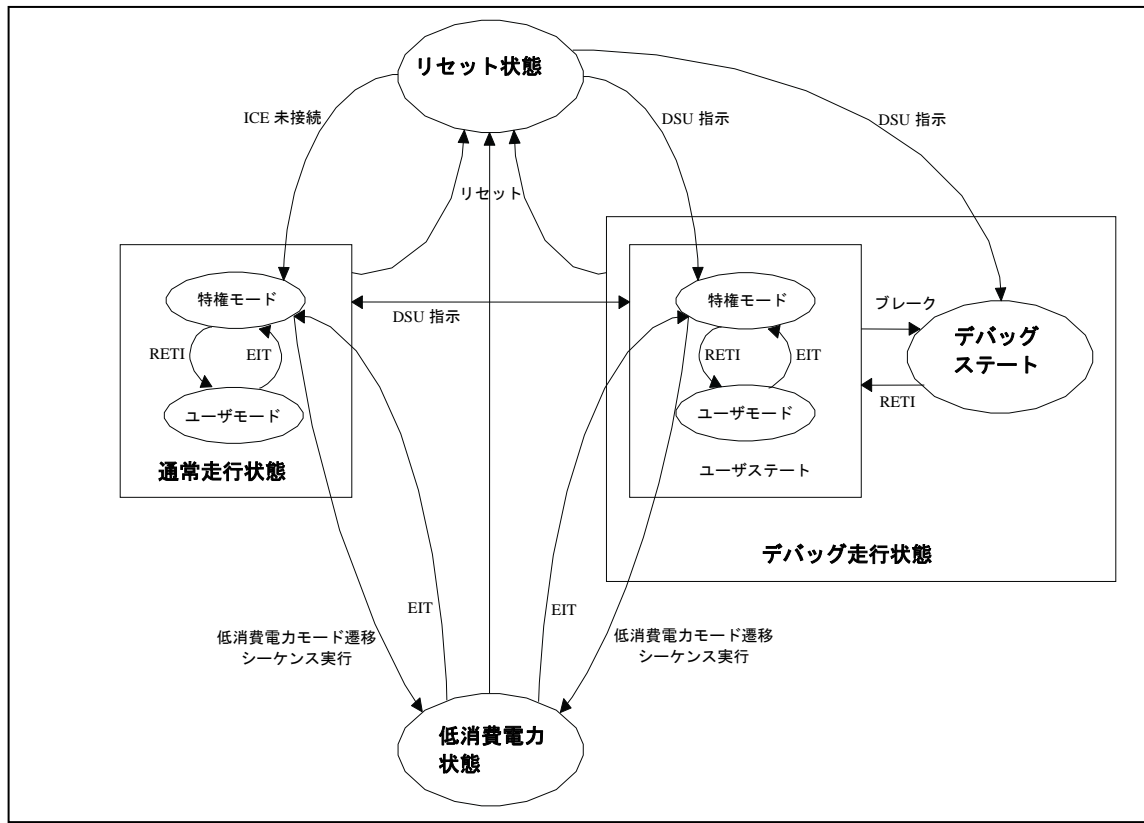 リセット状態
ICE 未接続
DSU 指示
DSU 指示
リセット
特権モード
RETI
EIT
ユーザモード
通常走行状態
DSU 指示
特権モード
RETI
EIT
ユーザモード
ユーザステート
ブレーク
デバッグ
ステート
RETI
デバッグ走行状態
EIT
EIT
低消費電力モード遷移
シーケンス実行
低消費電力モード遷移
シーケンス実行
低消費電力
状態